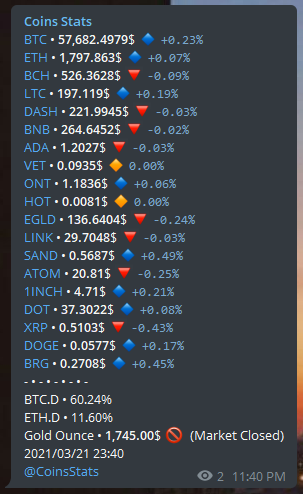 Coins Stats
BTC • 57,682.4979$ 🔷 +0.23%
ETH • 1,797.863$ 🔷 +0.07%
BCH • 526.3628$ 🔻 -0.09%
LTC • 197.119$ 🔷 +0.19%
DASH • 221.9945$ 🔻 -0.03%
BNB • 264.6452$ 🔻 -0.02%
ADA • 1.2027$ 🔻 -0.03%
VET • 0.0935$ 🔶 0.00%
ONT • 1.1836$ 🔷 +0.06%
HOT • 0.0081$ 🔶 0.00%
EGLD • 136.6404$ 🔻 -0.24%
LINK • 29.7048$ 🔻 -0.03%
SAND • 0.5687$ 🔷 +0.49%
ATOM • 20.81$ 🔻 -0.25%
1INCH • 4.71$ 🔷 +0.21%
DOT • 37.3022$ 🔷 +0.08%
XRP • 0.5103$ 🔻 -0.43%
DOGE • 0.0577$ 🔷 +0.17%
BRG • 0.2708$ 🔷 +0.45%
- • - • - • - • -
BTC.D • 60.24%
ETH.D • 11.60%
Gold Ounce • 1,745.00$ 🚫 (Market Closed)
2021/03/21 23:40
@CoinsStats
2 11:40 PM